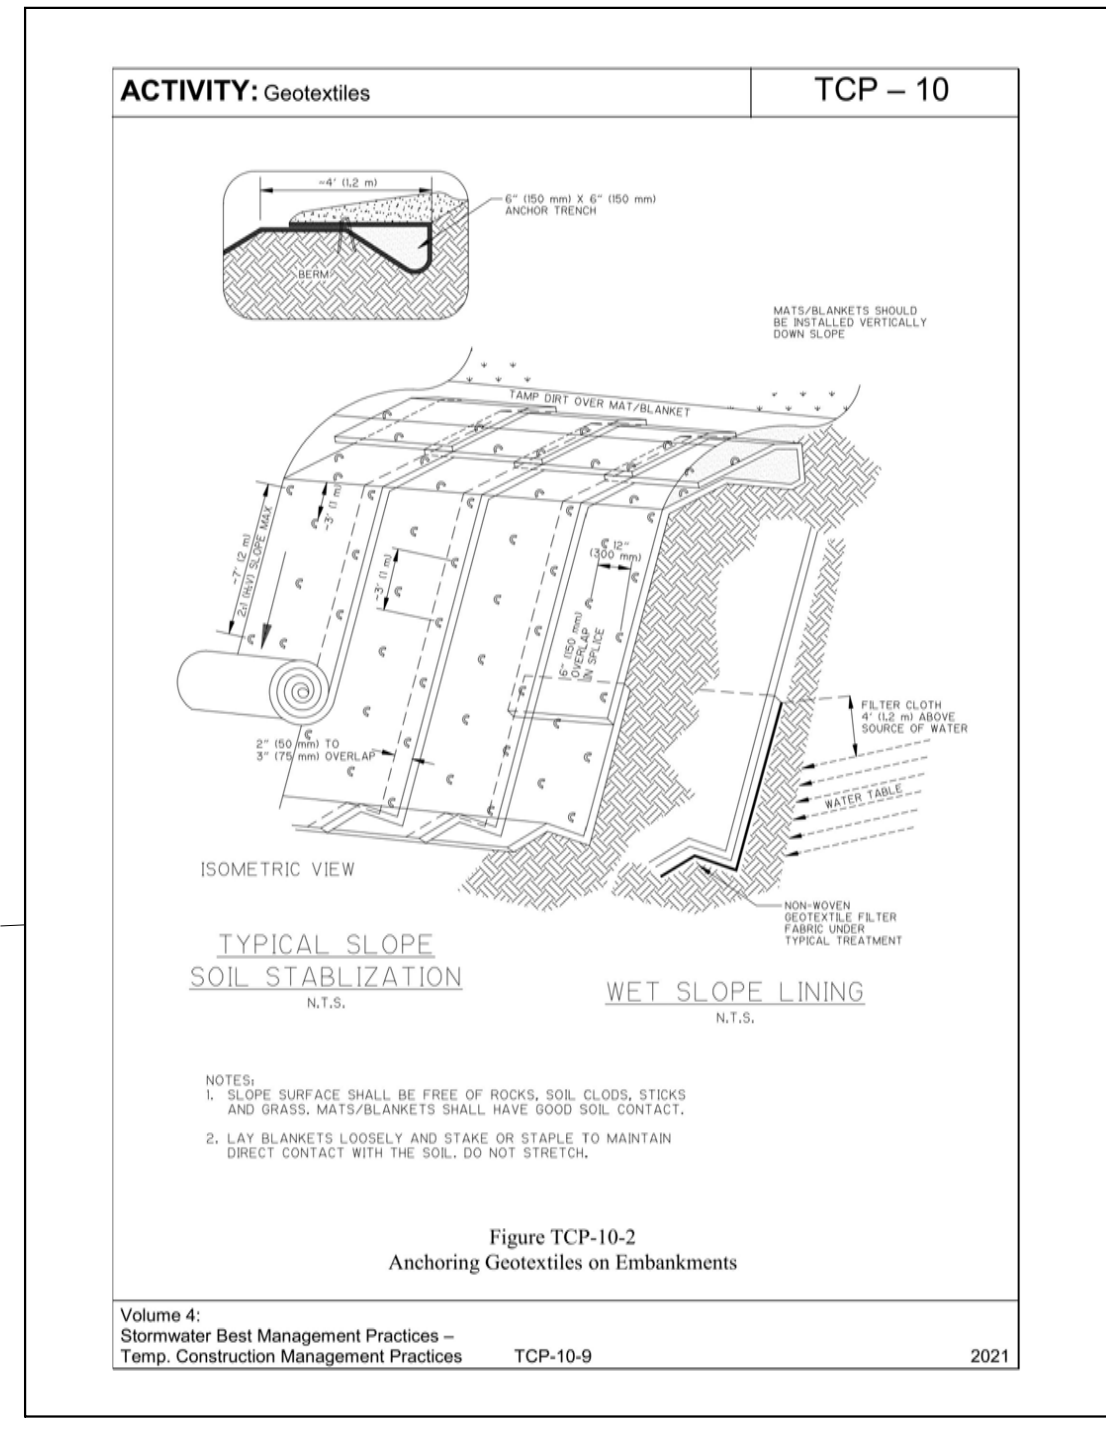 ACTIVITY: Geotextiles
TCP – 10
~4' (1.2 m)
6" (150 mm) X 6" (150 mm)
ANCHOR TRENCH
BERM
MATS/BLANKETS SHOULD
BE INSTALLED VERTICALLY
DOWN SLOPE
TAMP DIRT OVER MAT/BLANKET
~3' (1 m)
~7' (2 m)
2:1 (H:V) SLOPE MAX
~3' (1 m)
12"
(300 mm)
6" (150 mm)
OVERLAP
IN SPLICE
2" (50 mm) TO
3" (75 mm) OVERLAP
FILTER CLOTH
4' (1.2 m) ABOVE
SOURCE OF WATER
WATER TABLE
ISOMETRIC VIEW
NON-WOVEN
GEOTEXTILE FILTER
FABRIC UNDER
TYPICAL TREATMENT
TYPICAL SLOPE
SOIL STABLIZATION
N.T.S.
WET SLOPE LINING
N.T.S.
NOTES:
1. SLOPE SURFACE SHALL BE FREE OF ROCKS, SOIL CLODS, STICKS
AND GRASS. MATS/BLANKETS SHALL HAVE GOOD SOIL CONTACT.
2. LAY BLANKETS LOOSELY AND STAKE OR STAPLE TO MAINTAIN
DIRECT CONTACT WITH THE SOIL. DO NOT STRETCH.
Figure TCP-10-2
Anchoring Geotextiles on Embankments
Volume 4:
Stormwater Best Management Practices –
Temp. Construction Management Practices
TCP-10-9
2021